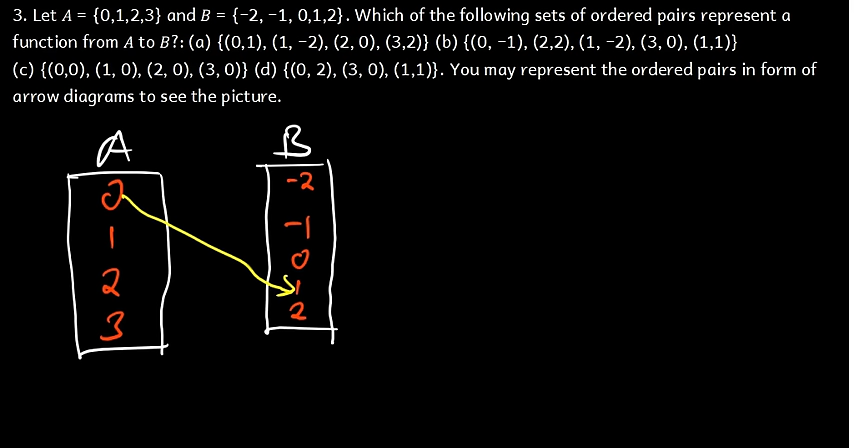 3. Let A = {0,1,2,3} and B = {−2, −1, 0,1,2}. Which of the following sets of ordered pairs represent a
function from A to B?: (a) {(0,1), (1, −2), (2, 0), (3,2)} (b) {(0, −1), (2,2), (1, −2), (3, 0), (1,1)}
(c) {(0,0), (1, 0), (2, 0), (3, 0)} (d) {(0, 2), (3, 0), (1,1)}. You may represent the ordered pairs in form of
arrow diagrams to see the picture.
A B
0 -2
1 -1
2 0
3 1
2